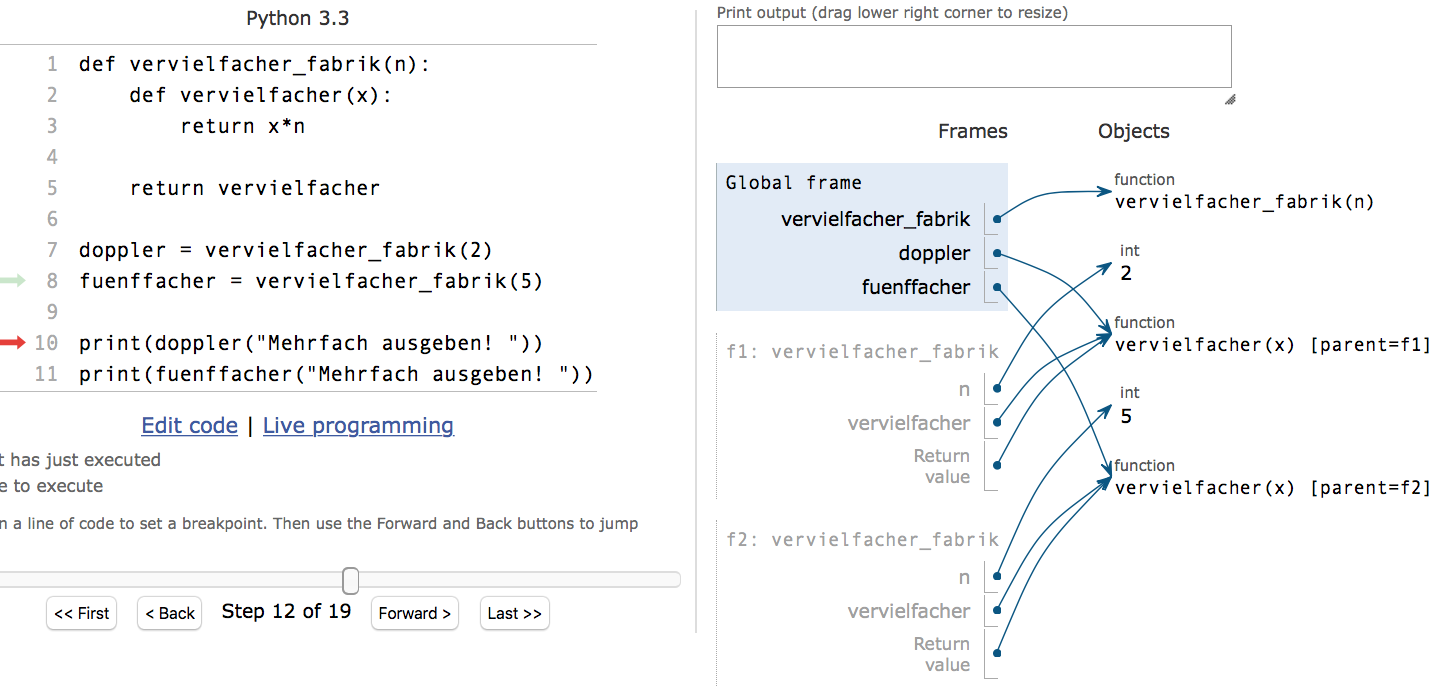 Python 3.3
1 def vervielfacher_fabrik(n):
2     def vervielfacher(x):
3         return x*n
4
5     return vervielfacher
6
7 doppler = vervielfacher_fabrik(2)
8 fuenffacher = vervielfacher_fabrik(5)
9
10 print(doppler("Mehrfach ausgeben! "))
11 print(fuenffacher("Mehrfach ausgeben! "))
Edit code | Live programming
t has just executed
e to execute
n a line of code to set a breakpoint. Then use the Forward and Back buttons to jump
<< First < Back Step 12 of 19 Forward > Last >>
Print output (drag lower right corner to resize)
Frames Objects
Global frame
vervielfacher_fabrik
doppler
fuenffacher
f1: vervielfacher_fabrik
n
vervielfacher
Return
value
f2: vervielfacher_fabrik
n
vervielfacher
Return
value
function
vervielfacher_fabrik(n)
int
2
function
vervielfacher(x) [parent=f1]
int
5
function
vervielfacher(x) [parent=f2]